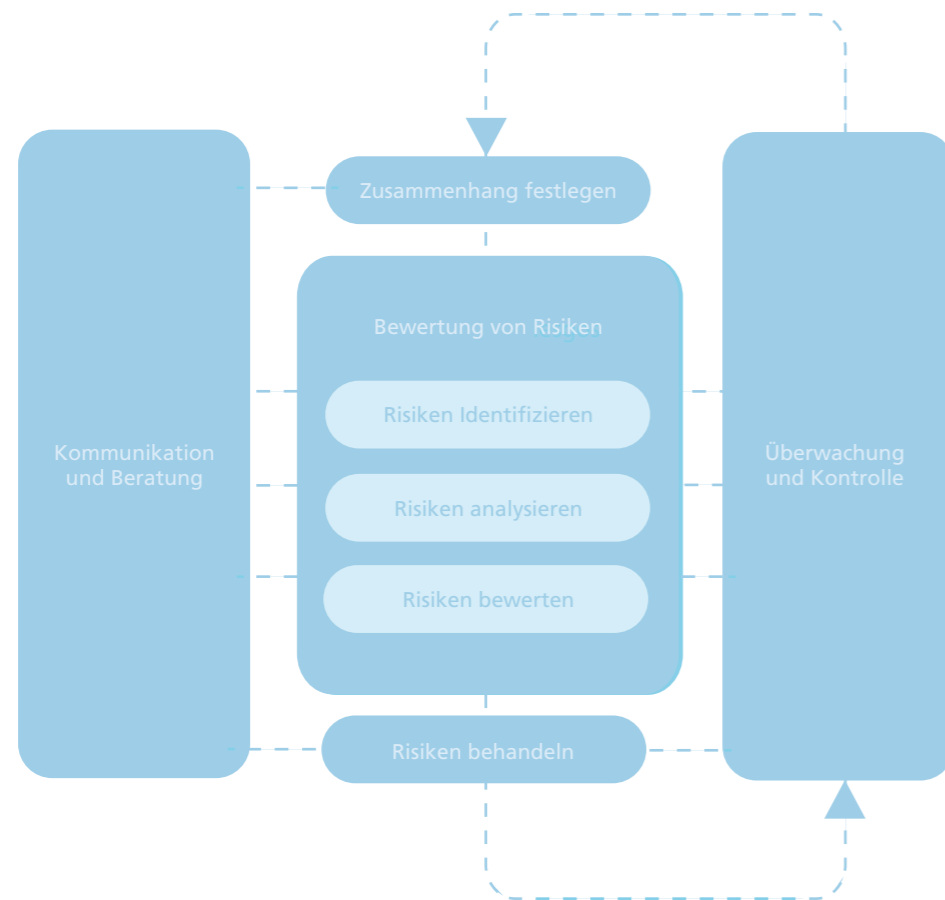 Zusammenhang festlegen
Bewertung von Risiken
Risiken Identifizieren
Risiken analysieren
Risiken bewerten
Kommunikation
und Beratung
Überwachung
und Kontrolle
Risiken behandeln